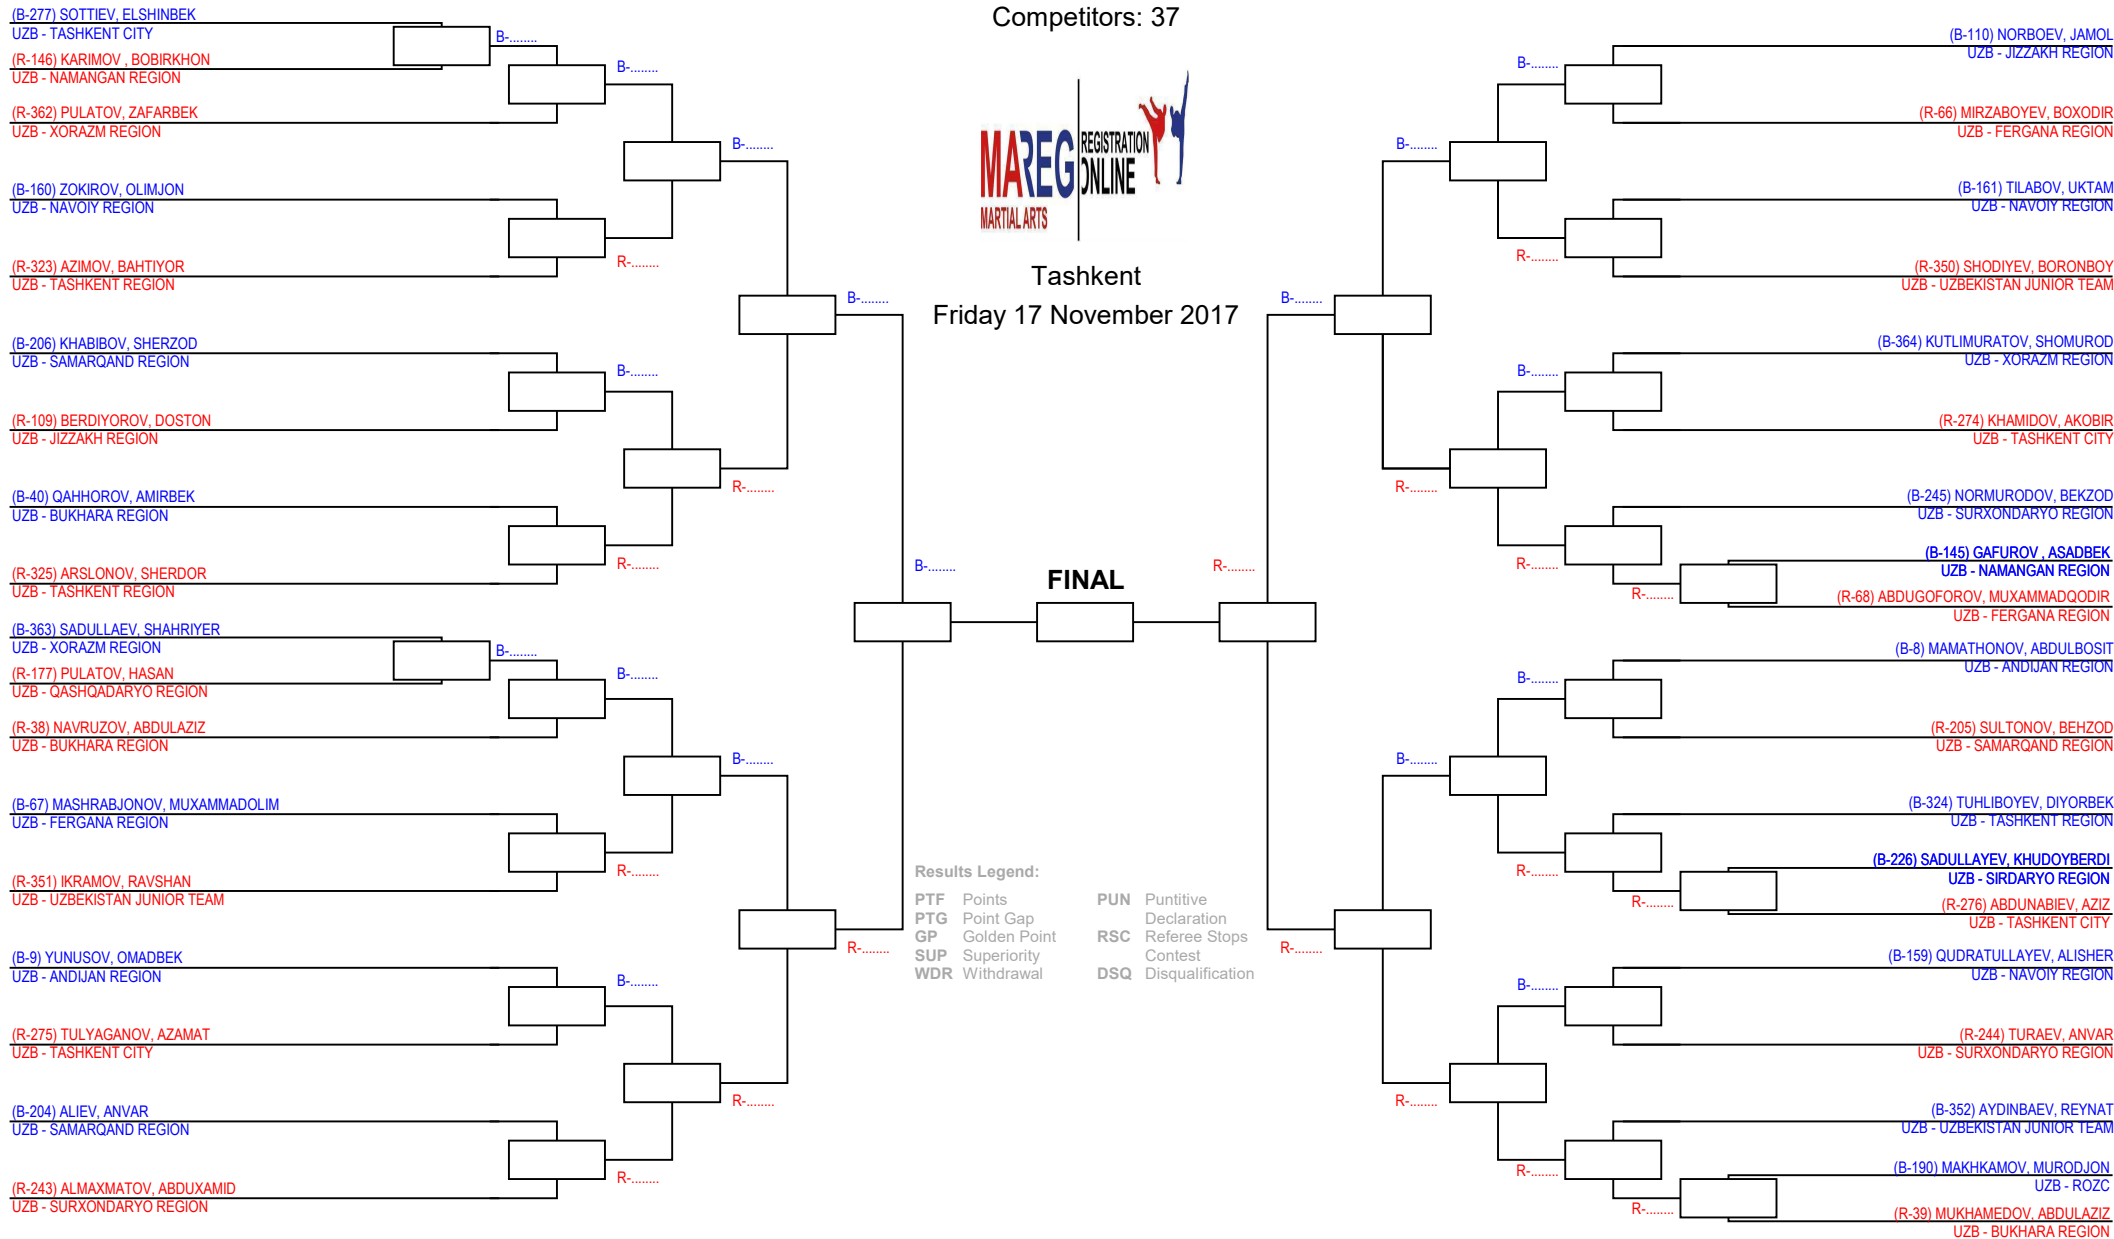 Competitors: 37
MAREG
REGISTRATION
ONLINE
MARTIAL ARTS
Tashkent
Friday 17 November 2017
(B-277) SOTTIEV, ELSHINBEK
UZB - TASHKENT CITY
B-........
(R-146) KARIMOV , BOBIRKHON
UZB - NAMANGAN REGION
B-........
(R-362) PULATOV, ZAFARBEK
UZB - XORAZM REGION
B-........
(B-160) ZOKIROV, OLIMJON
UZB - NAVOIY REGION
(R-323) AZIMOV, BAHTIYOR
UZB - TASHKENT REGION
R-........
B-........
(B-206) KHABIBOV, SHERZOD
UZB - SAMARQAND REGION
B-........
(R-109) BERDIYOROV, DOSTON
UZB - JIZZAKH REGION
R-........
(B-40) QAHHOROV, AMIRBEK
UZB - BUKHARA REGION
(R-325) ARSLONOV, SHERDOR
UZB - TASHKENT REGION
R-........
B-........
(B-363) SADULLAEV, SHAHRIYER
UZB - XORAZM REGION
B-........
(R-177) PULATOV, HASAN
UZB - QASHQADARYO REGION
B-........
(R-38) NAVRUZOV, ABDULAZIZ
UZB - BUKHARA REGION
B-........
(B-67) MASHRABJONOV, MUXAMMADOLIM
UZB - FERGANA REGION
(R-351) IKRAMOV, RAVSHAN
UZB - UZBEKISTAN JUNIOR TEAM
R-........
R-........
(B-9) YUNUSOV, OMADBEK
UZB - ANDIJAN REGION
B-........
(R-275) TULYAGANOV, AZAMAT
UZB - TASHKENT CITY
R-........
(B-204) ALIEV, ANVAR
UZB - SAMARQAND REGION
(R-243) ALMAXMATOV, ABDUXAMID
UZB - SURXONDARYO REGION
R-........
FINAL
Results Legend:
PTF Points
PTG Point Gap
GP Golden Point
SUP Superiority
WDR Withdrawal
PUN Puntitive
Declaration
RSC Referee Stops
Contest
DSQ Disqualification
(B-110) NORBOEV, JAMOL
UZB - JIZZAKH REGION
B-........
(R-66) MIRZABOYEV, BOXODIR
UZB - FERGANA REGION
B-........
(B-161) TILABOV, UKTAM
UZB - NAVOIY REGION
R-........
(R-350) SHODIYEV, BORONBOY
UZB - UZBEKISTAN JUNIOR TEAM
B-........
(B-364) KUTLIMURATOV, SHOMUROD
UZB - XORAZM REGION
B-........
(R-274) KHAMIDOV, AKOBIR
UZB - TASHKENT CITY
R-........
(B-245) NORMURODOV, BEKZOD
UZB - SURXONDARYO REGION
(B-145) GAFUROV , ASADBEK
UZB - NAMANGAN REGION
R-........
R-........
R-........
(R-68) ABDUGOFOROV, MUXAMMADQODIR
UZB - FERGANA REGION
(B-8) MAMATHONOV, ABDULBOSIT
UZB - ANDIJAN REGION
B-........
(R-205) SULTONOV, BEHZOD
UZB - SAMARQAND REGION
B-........
(B-324) TUHLIBOYEV, DIYORBEK
UZB - TASHKENT REGION
(B-226) SADULLAYEV, KHUDOYBERDI
UZB - SIRDARYO REGION
R-........
R-........
(R-276) ABDUNABIEV, AZIZ
UZB - TASHKENT CITY
R-........
(B-159) QUDRATULLAYEV, ALISHER
UZB - NAVOIY REGION
B-........
(R-244) TURAEV, ANVAR
UZB - SURXONDARYO REGION
R-........
(B-352) AYDINBAEV, REYNAT
UZB - UZBEKISTAN JUNIOR TEAM
(B-190) MAKHKAMOV, MURODJON
UZB - ROZC
R-........
R-........
(R-39) MUKHAMEDOV, ABDULAZIZ
UZB - BUKHARA REGION